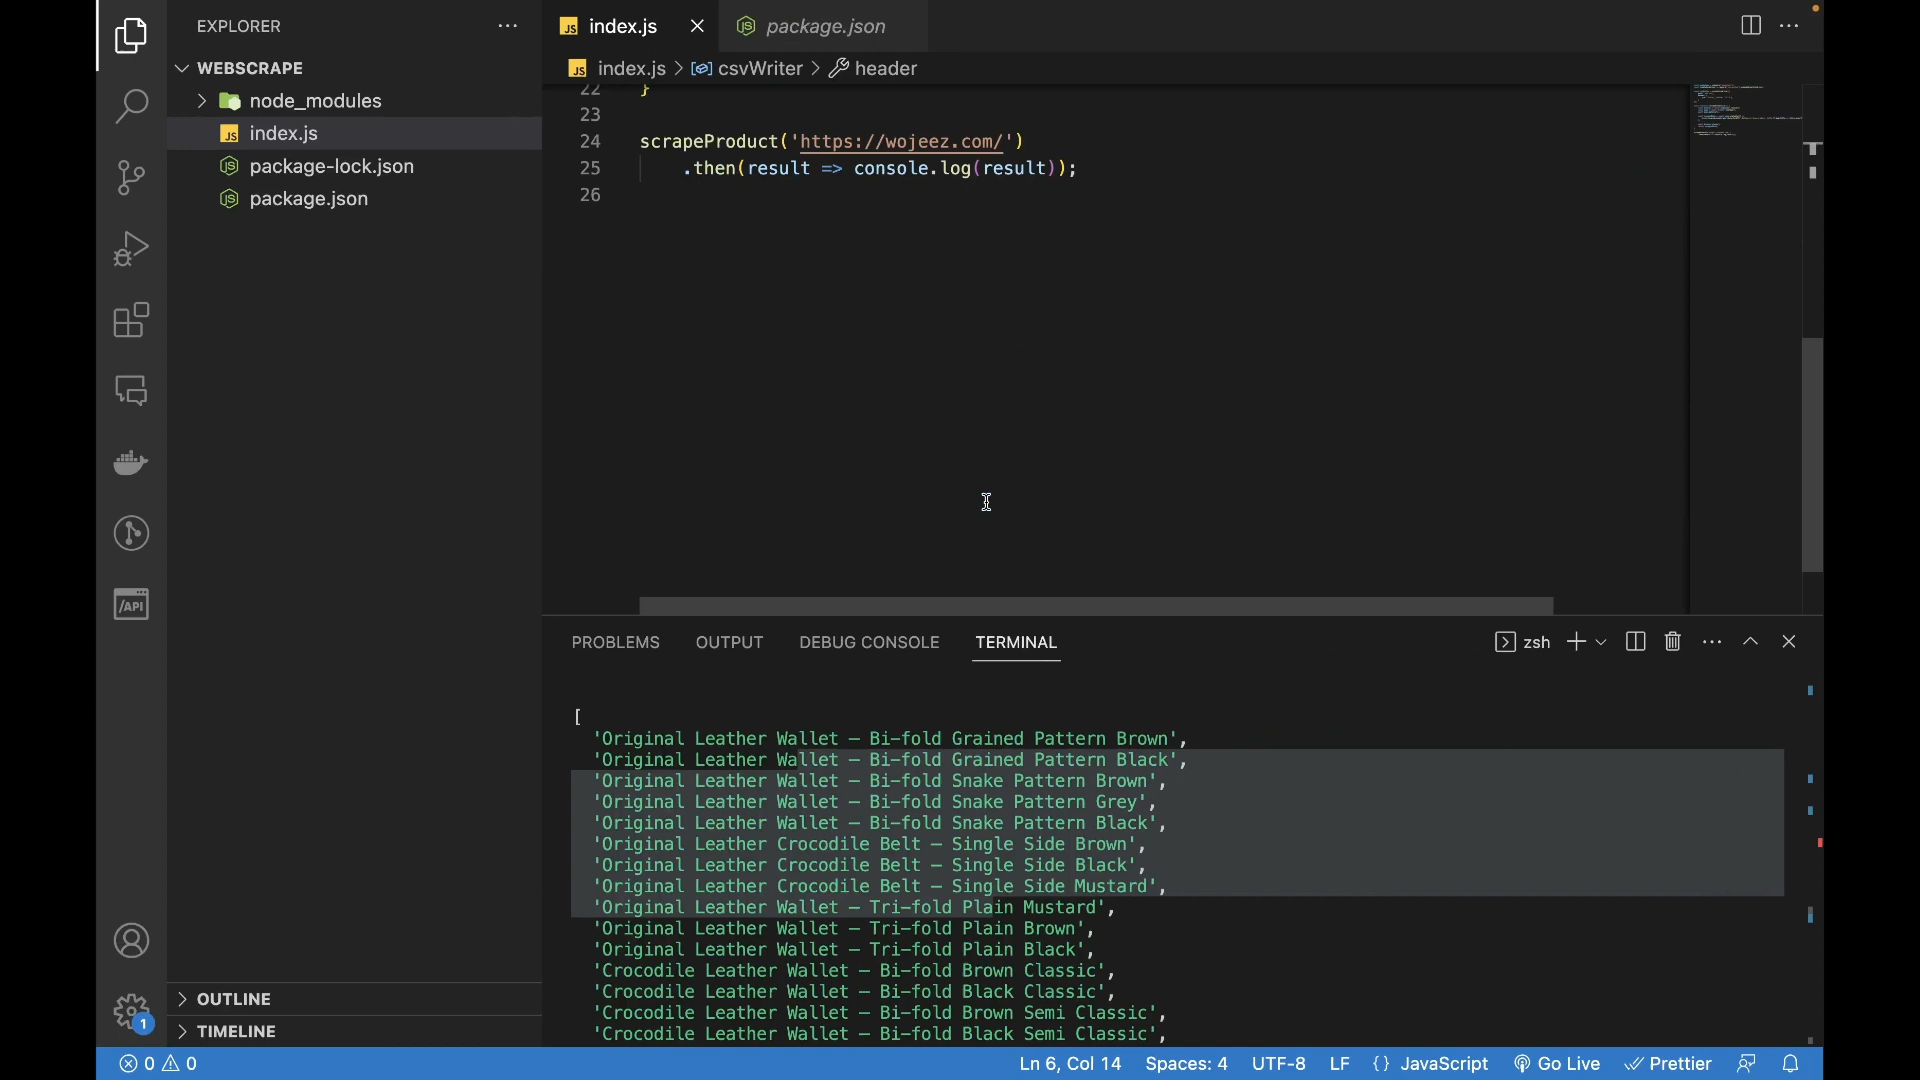 EXPLORER
index.js
package.json
WEBSCRAPE
index.js > csvWriter > header
node_modules
index.js
package-lock.json
package.json
22 }
23
24 scrapeProduct('https://wojeez.com/')
25 .then(result => console.log(result));
26
PROBLEMS OUTPUT DEBUG CONSOLE TERMINAL
zsh
[
'Original Leather Wallet – Bi-fold Grained Pattern Brown',
'Original Leather Wallet – Bi-fold Grained Pattern Black',
'Original Leather Wallet – Bi-fold Snake Pattern Brown',
'Original Leather Wallet – Bi-fold Snake Pattern Grey',
'Original Leather Wallet – Bi-fold Snake Pattern Black',
'Original Leather Crocodile Belt – Single Side Brown',
'Original Leather Crocodile Belt – Single Side Black',
'Original Leather Crocodile Belt – Single Side Mustard',
'Original Leather Wallet – Tri-fold Plain Mustard',
'Original Leather Wallet – Tri-fold Plain Brown',
'Original Leather Wallet – Tri-fold Plain Black',
'Crocodile Leather Wallet – Bi-fold Brown Classic',
'Crocodile Leather Wallet – Bi-fold Black Classic',
'Crocodile Leather Wallet – Bi-fold Brown Semi Classic',
'Crocodile Leather Wallet – Bi-fold Black Semi Classic',
/API
OUTLINE
1
TIMELINE
0 0 Ln 6, Col 14 Spaces: 4 UTF-8 LF {} JavaScript Go Live Prettier